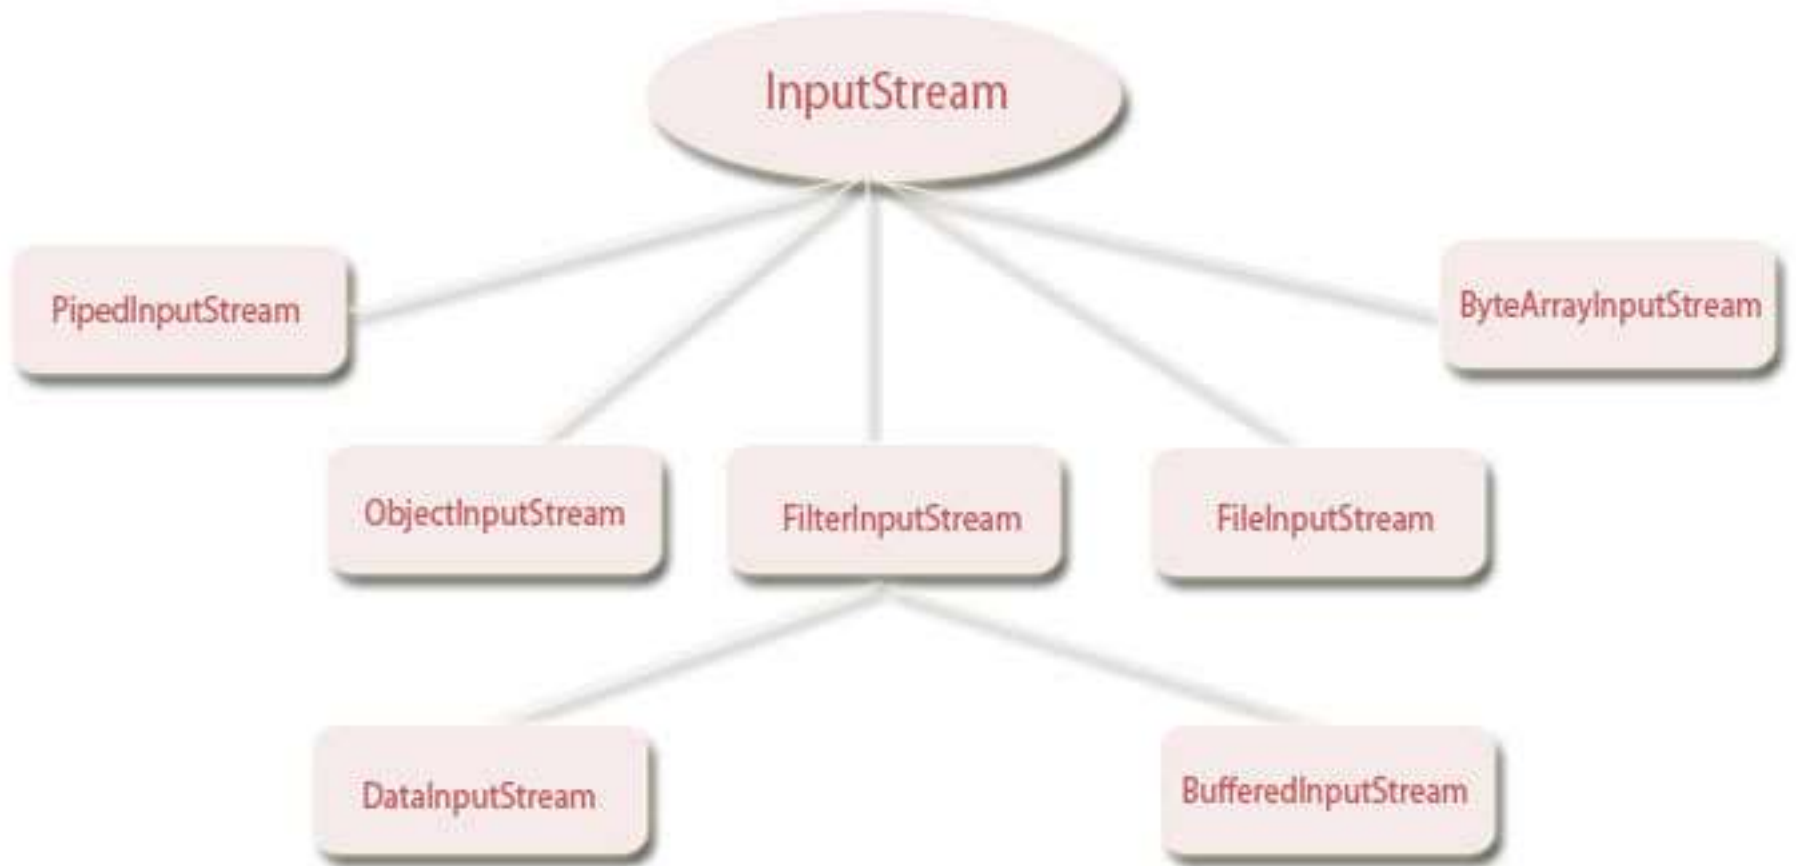 InputStream
PipedInputStream
ByteArrayInputStream
ObjectInputStream
FilterInputStream
FileInputStream
DataInputStream
BufferedInputStream